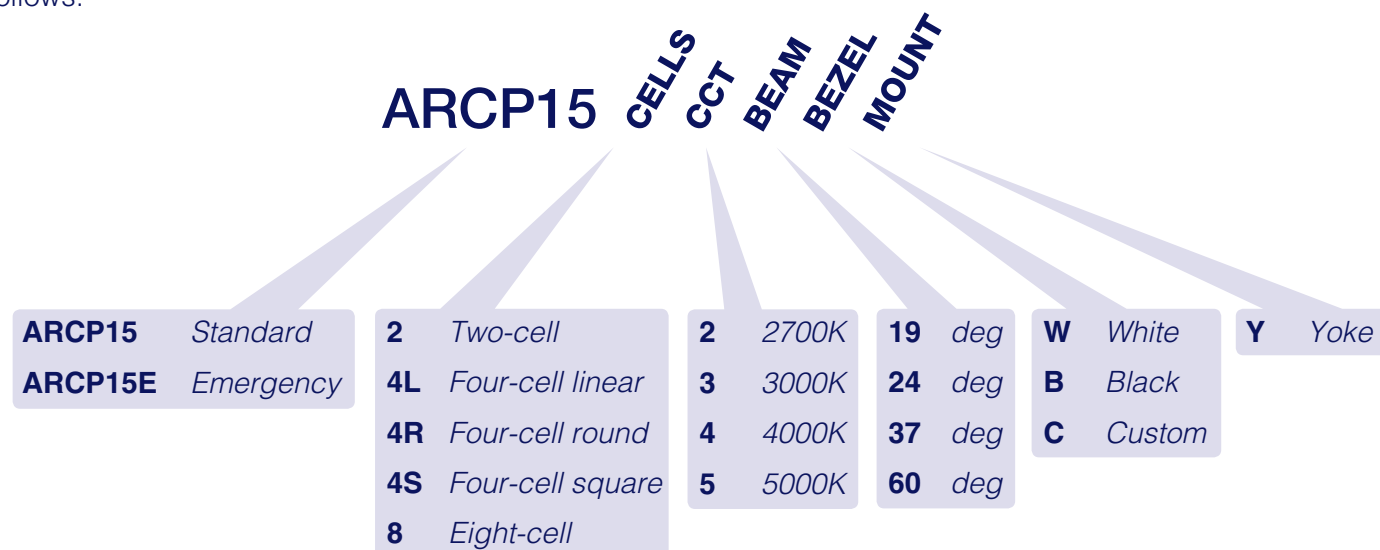 ollows:
ARCP15 CELLS CCT BEAM BEZEL MOUNT
ARCP15 Standard
ARCP15E Emergency
2 Two-cell
4L Four-cell linear
4R Four-cell round
4S Four-cell square
8 Eight-cell
2 2700K
3 3000K
4 4000K
5 5000K
19 deg
24 deg
37 deg
60 deg
W White
B Black
C Custom
Y Yoke